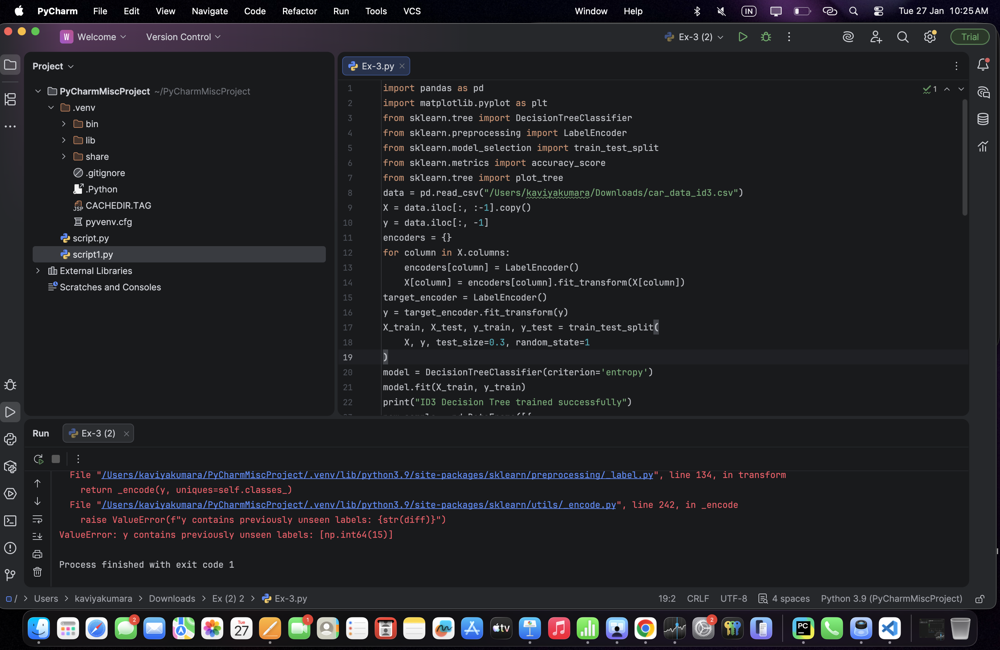 PyCharm File Edit View Navigate Code Refactor Run Tools VCS Window Help IN Tue 27 Jan 10:25 AM
W Welcome Version Control Ex-3 (2) Trial
Project
PyCharmMiscProject ~/PyCharmMiscProject
.venv
bin
lib
share
.gitignore
.Python
JSP CACHEDIR.TAG
pyvenv.cfg
script.py
script1.py
External Libraries
Scratches and Consoles
Ex-3.py
1
1 import pandas as pd
2 import matplotlib.pyplot as plt
3 from sklearn.tree import DecisionTreeClassifier
4 from sklearn.preprocessing import LabelEncoder
5 from sklearn.model_selection import train_test_split
6 from sklearn.metrics import accuracy_score
7 from sklearn.tree import plot_tree
8 data = pd.read_csv("/Users/kaviyakumara/Downloads/car_data_id3.csv")
9 X = data.iloc[:, :-1].copy()
10 y = data.iloc[:, -1]
11 encoders = {}
12 for column in X.columns:
13 encoders[column] = LabelEncoder()
14 X[column] = encoders[column].fit_transform(X[column])
15 target_encoder = LabelEncoder()
16 y = target_encoder.fit_transform(y)
17 X_train, X_test, y_train, y_test = train_test_split(
18 X, y, test_size=0.3, random_state=1
19 )
20 model = DecisionTreeClassifier(criterion='entropy')
21 model.fit(X_train, y_train)
22 print("ID3 Decision Tree trained successfully")
Run Ex-3 (2)
File "/Users/kaviyakumara/PyCharmMiscProject/.venv/lib/python3.9/site-packages/sklearn/preprocessing/_label.py", line 134, in transform
return _encode(y, uniques=self.classes_)
File "/Users/kaviyakumara/PyCharmMiscProject/.venv/lib/python3.9/site-packages/sklearn/utils/_encode.py", line 242, in _encode
raise ValueError(f"y contains previously unseen labels: {str(diff)}")
ValueError: y contains previously unseen labels: [np.int64(15)]
Process finished with exit code 1
/ > Users > kaviyakumara > Downloads > Ex (2) 2 > Ex-3.py 19:2 CRLF UTF-8 4 spaces Python 3.9 (PyCharmMiscProject)
2 Tue 27 1 tv 2 PC